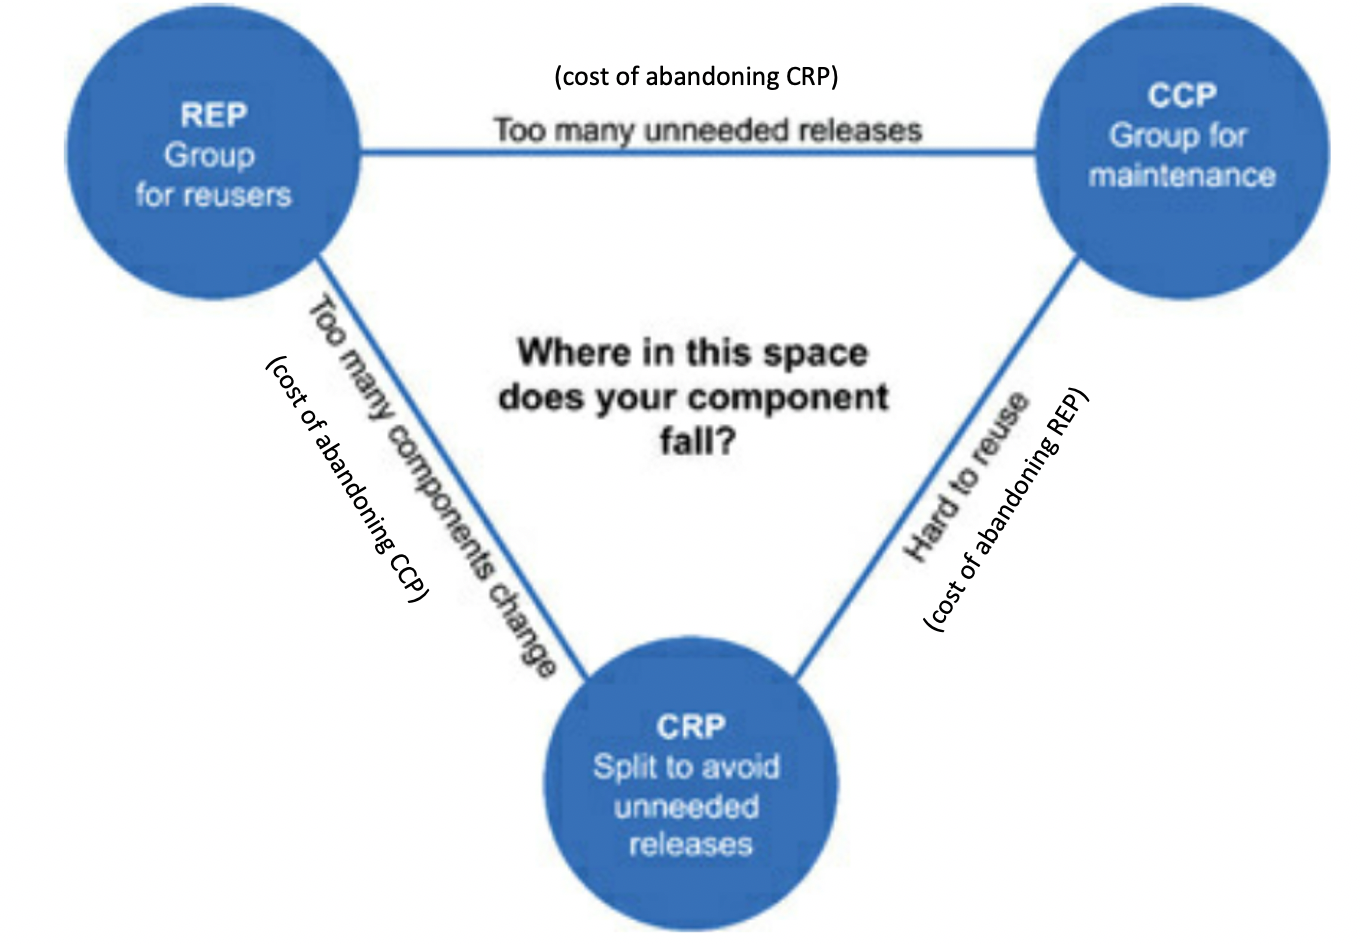 (cost of abandoning CRP)
Too many unneeded releases
REP
Group
for reusers
CCP
Group for
maintenance
Too many components change
(cost of abandoning CCP)
Where in this space
does your component
fall?
Hard to reuse
(cost of abandoning REP)
CRP
Split to avoid
unneeded
releases